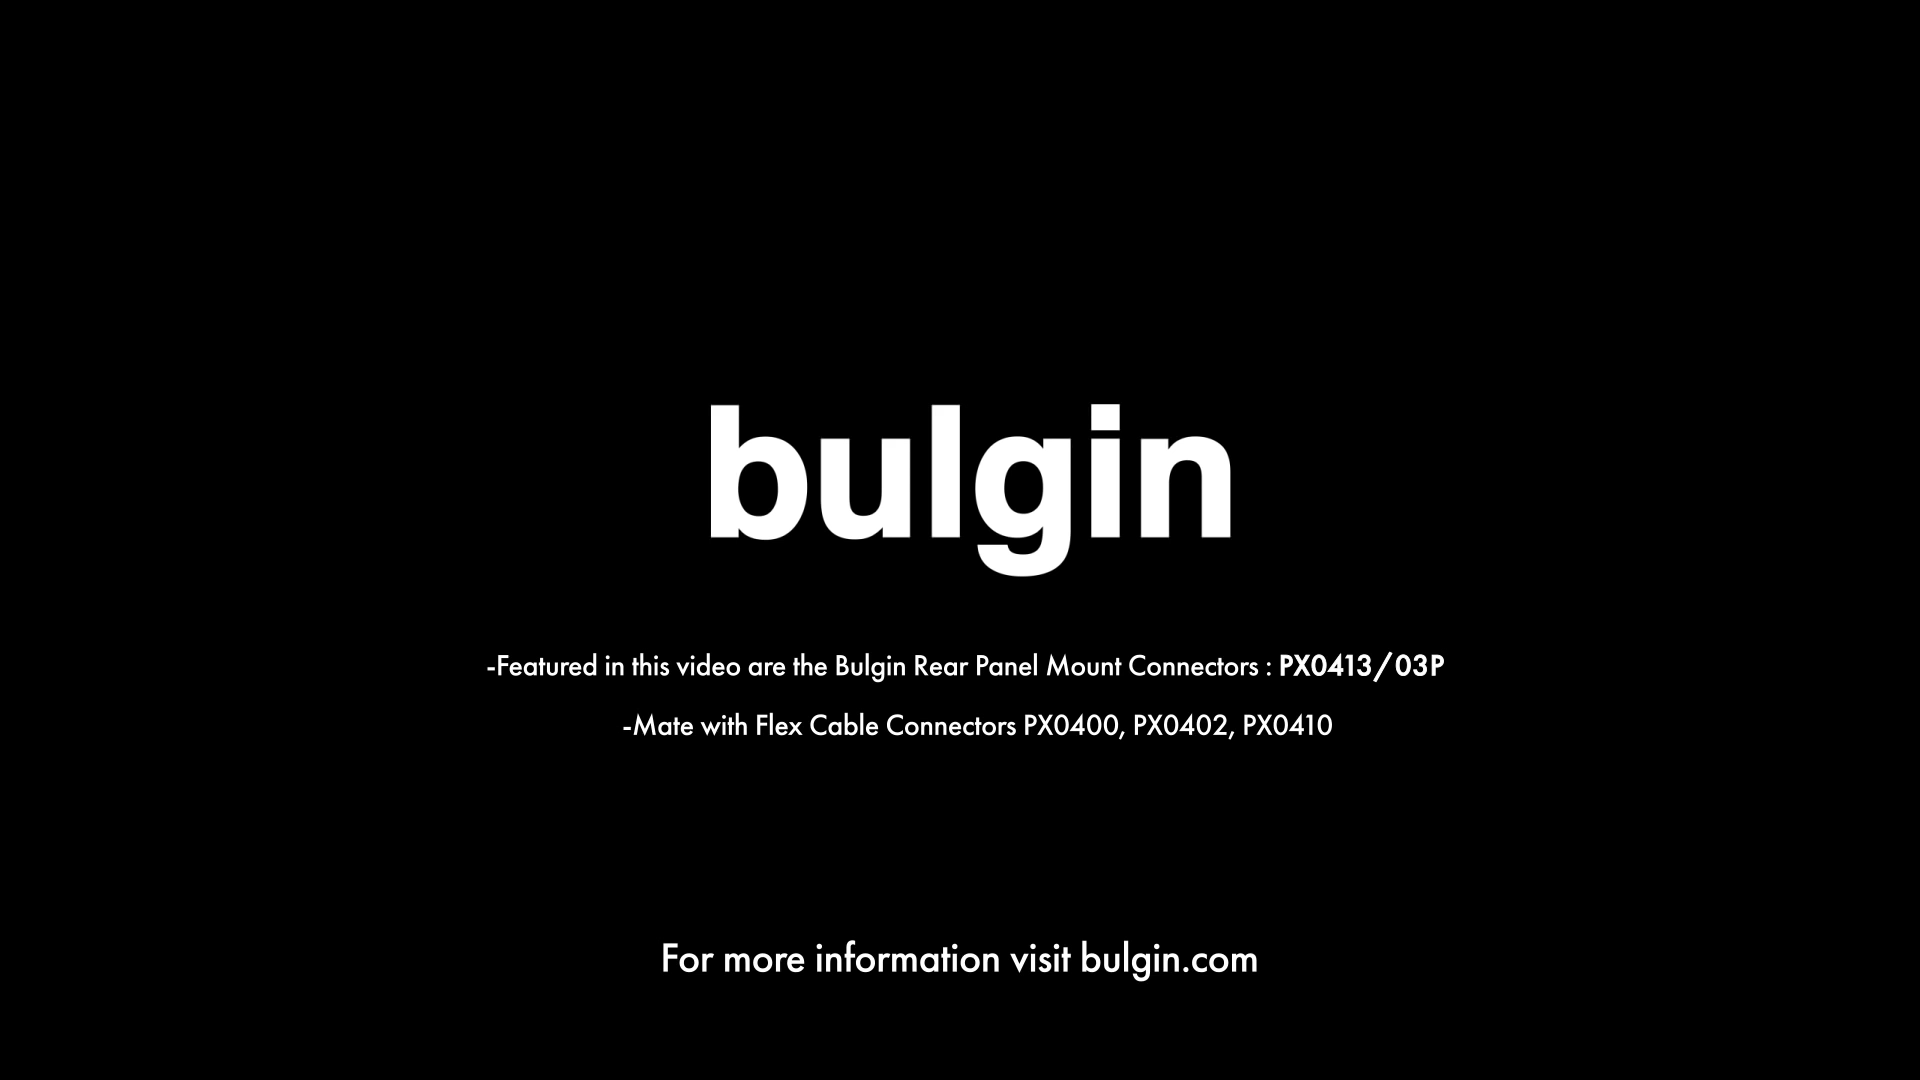 bulgin
-Featured in this video are the Bulgin Rear Panel Mount Connectors : PX0413/03P
-Mate with Flex Cable Connectors PX0400, PX0402, PX0410
For more information visit bulgin.com